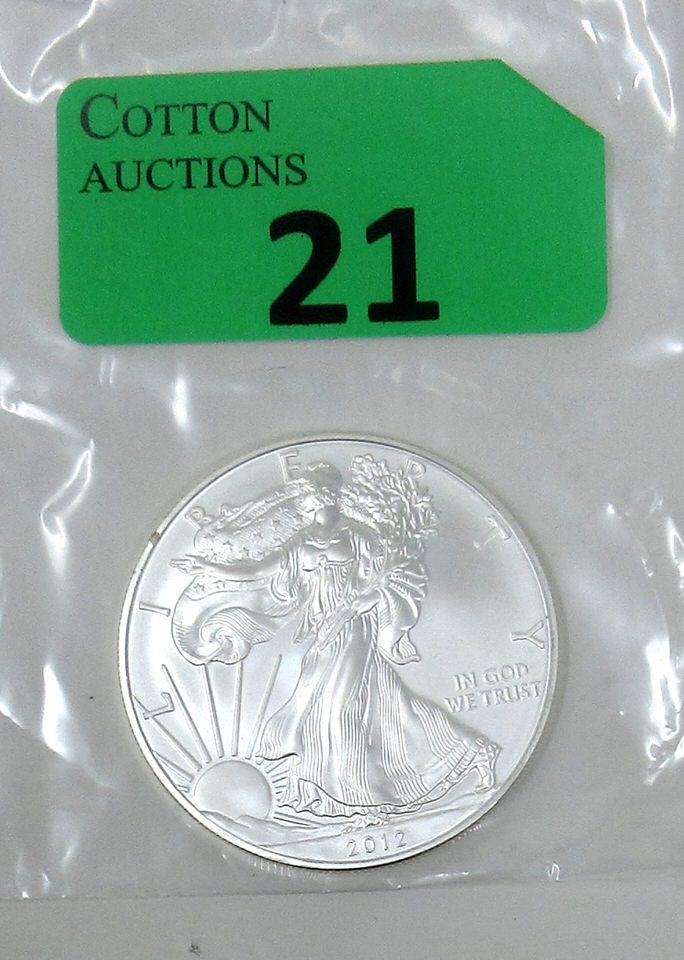 COTTON
AUCTIONS
21
LIBERTY
IN GOD
WE TRUST
2012